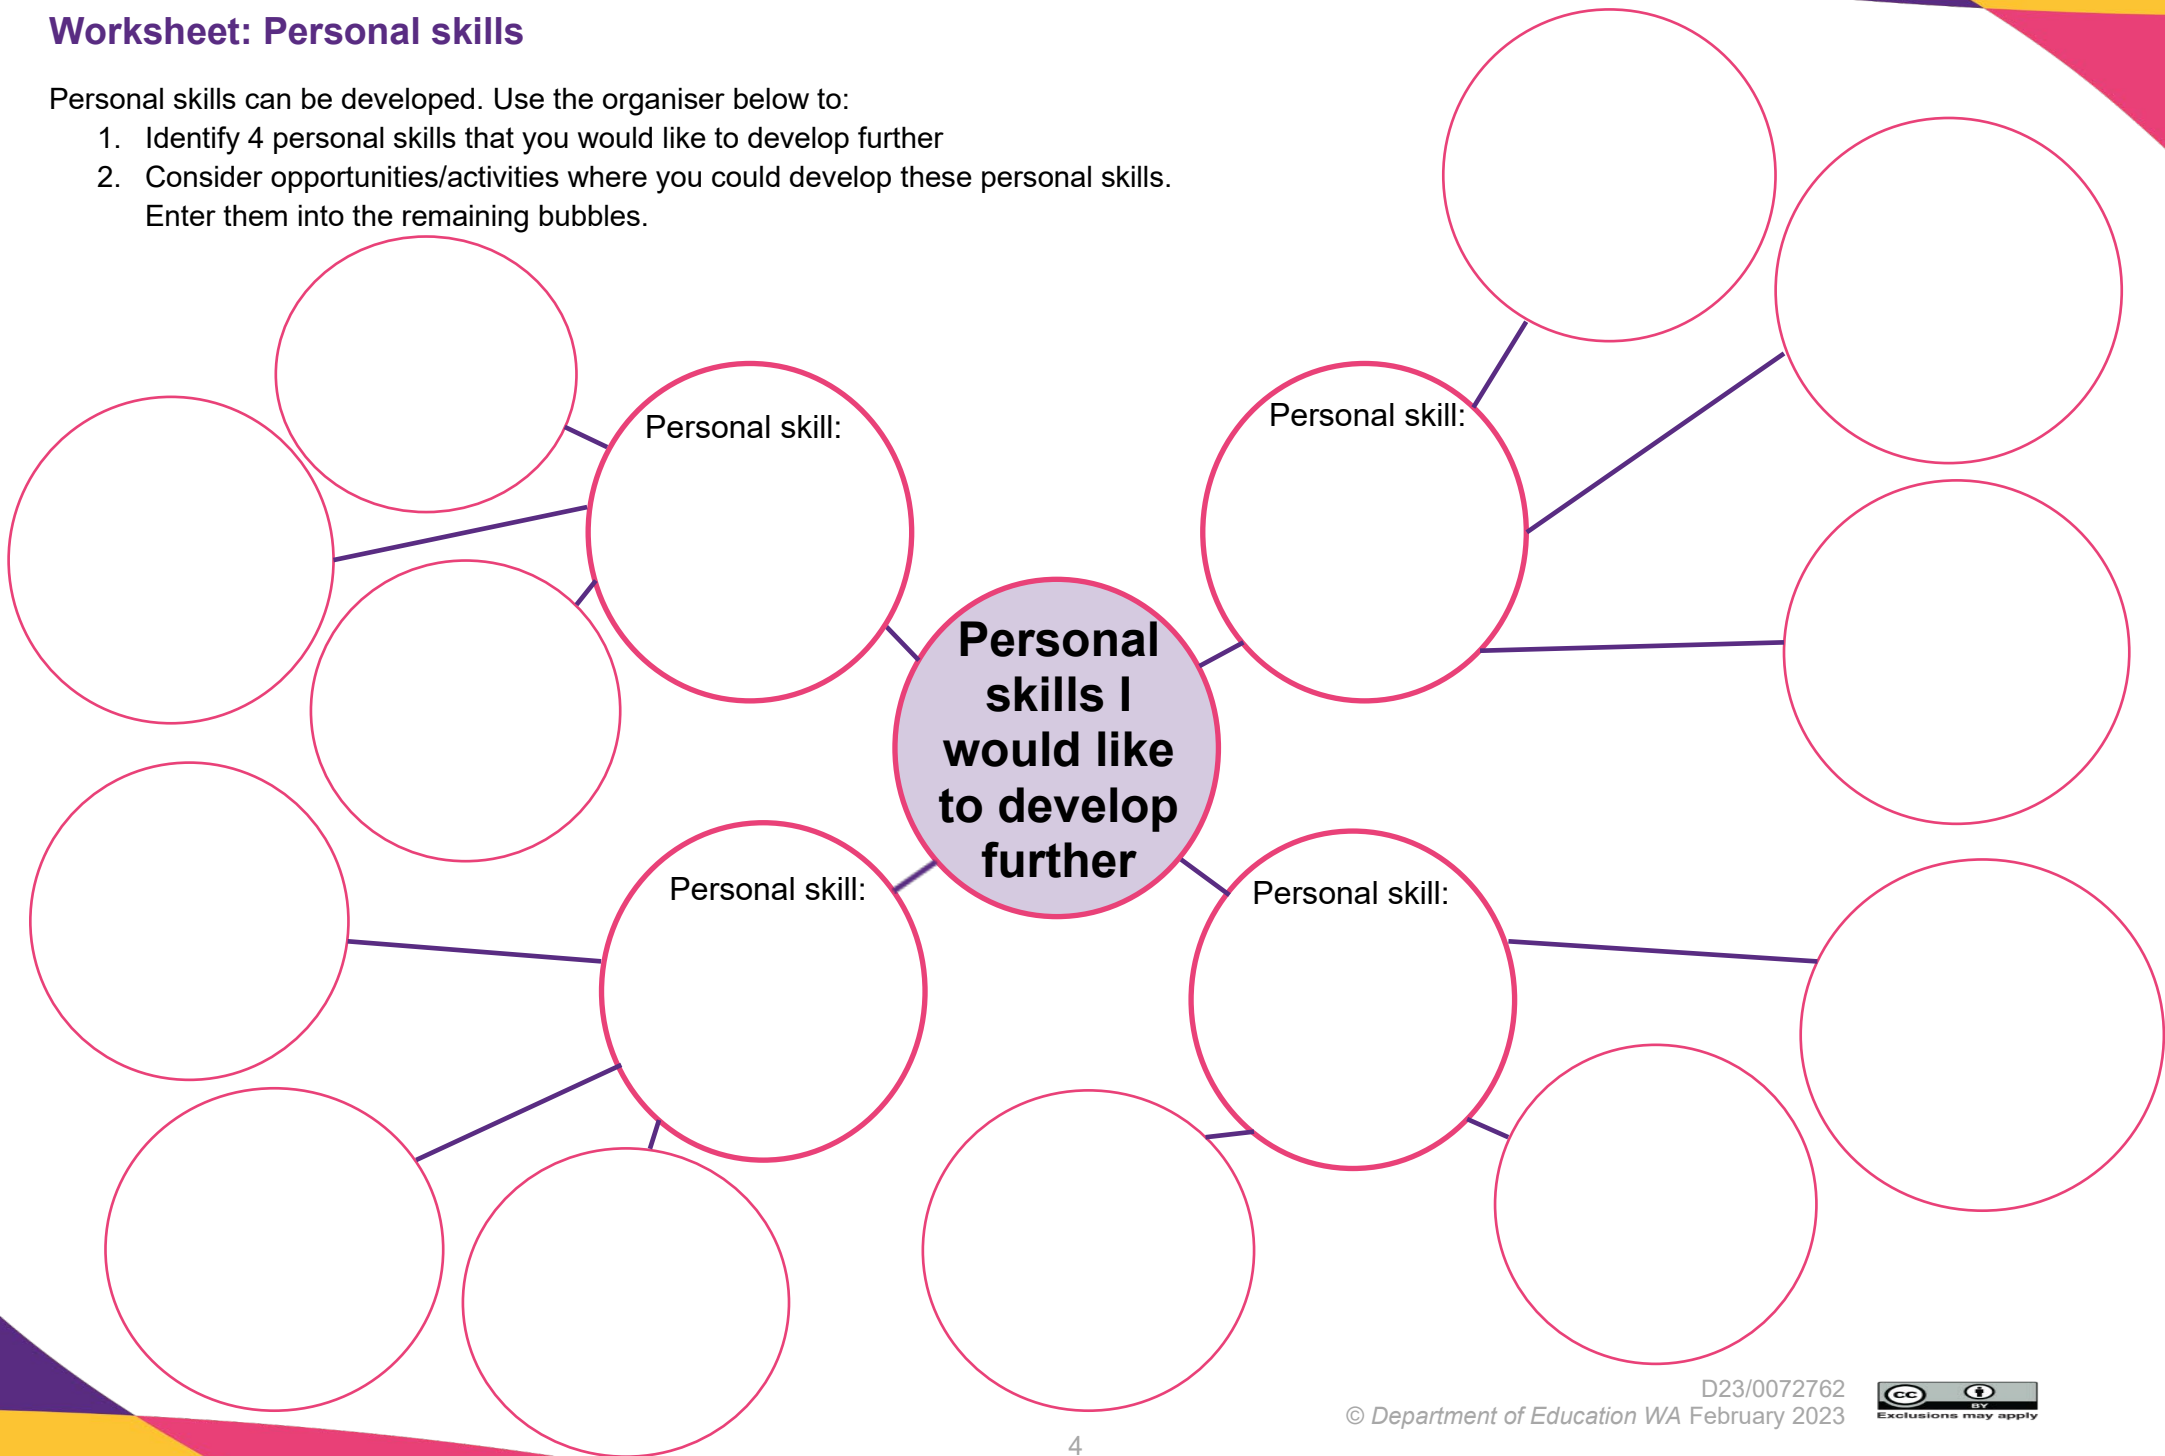 Worksheet: Personal skills
Personal skills can be developed. Use the organiser below to:
1. Identify 4 personal skills that you would like to develop further
2. Consider opportunities/activities where you could develop these personal skills.
Enter them into the remaining bubbles.
Personal skill:
Personal skill:
Personal
skills I
would like
to develop
further
Personal skill:
Personal skill:
D23/0072762
© Department of Education WA February 2023
cc
BY
Exclusions may apply
4